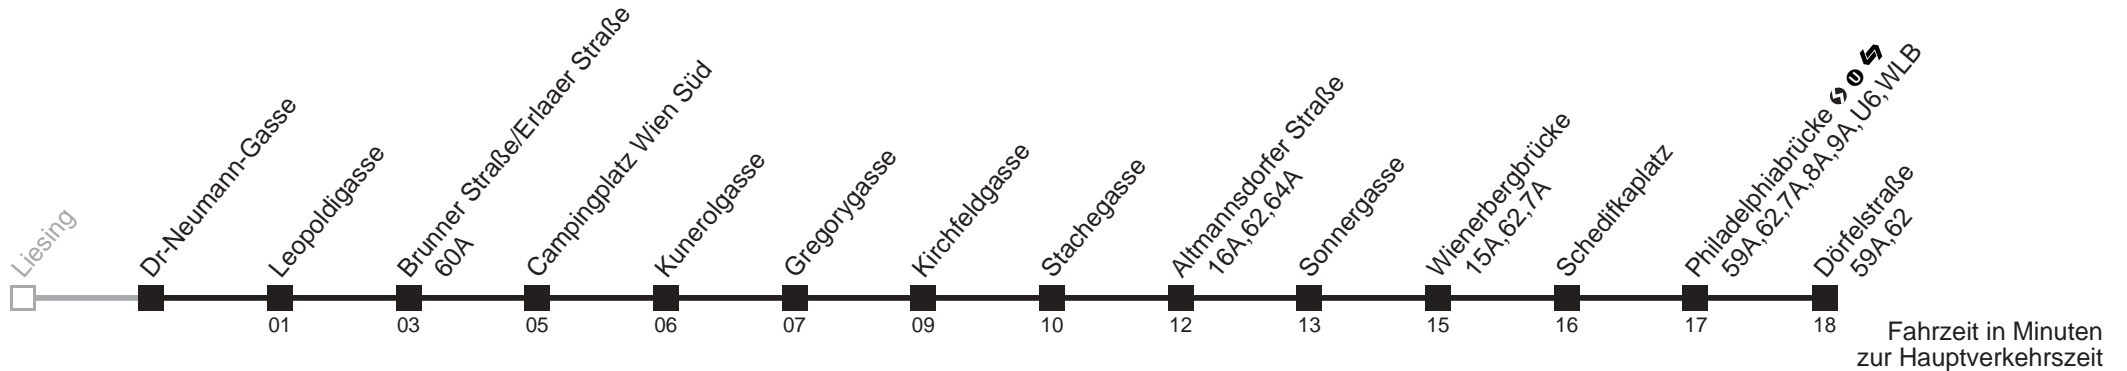 Liesing
Dr-Neumann-Gasse
Leopoldigasse
Brunner Straße/Erlaaer Straße
60A
Campingplatz Wien Süd
Kunerolgasse
Gregorygasse
Kirchfeldgasse
Stachegasse
Altmannsdorfer Straße
16A,62,64A
Sonnergasse
Wienerbergbrücke
15A,62,7A
Schedifkaplatz
Philadelphiabrücke
59A,62,7A,8A,9A,U6,WLB
Dörfelstraße
59A,62
01 03 05 06 07 09 10 12 13 15 16 17 18
Fahrzeit in Minuten
zur Hauptverkehrszeit